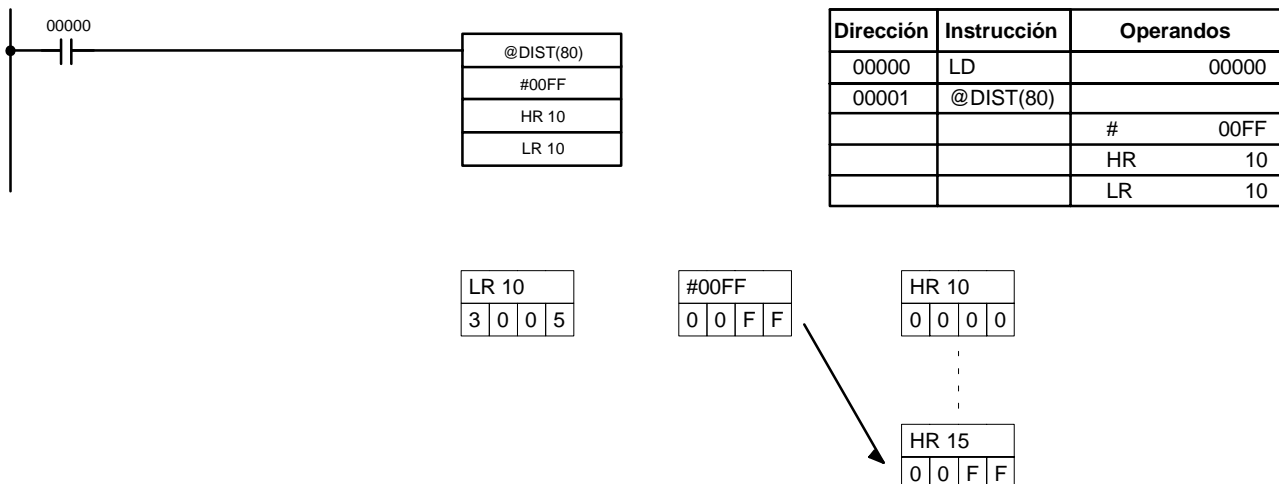 00000
@DIST(80)
#00FF
HR 10
LR 10
Dirección Instrucción Operandos
00000 LD 00000
00001 @DIST(80)
# 00FF
HR 10
LR 10
LR 10 #00FF HR 10
3 0 0 5 0 0 F F 0 0 0 0
HR 15
0 0 F F